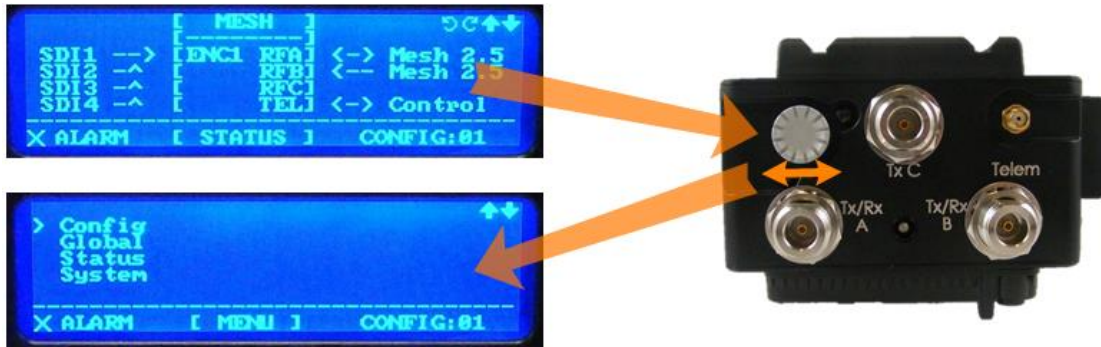 [ MESH ]
[--------]
SDI1 -->[ENC1 RFA] <-> Mesh 2.5
SDI2 -^ [ RFB] <-- Mesh 2.5
SDI3 -^ [ RFC]
SDI4 -^ [ TEL] <-> Control
X ALARM [ STATUS ] CONFIG:01
> Config
Global
Status
System
X ALARM [ MENU ] CONFIG:01
Tx C
Telem
Tx/Rx
A
Tx/Rx
B